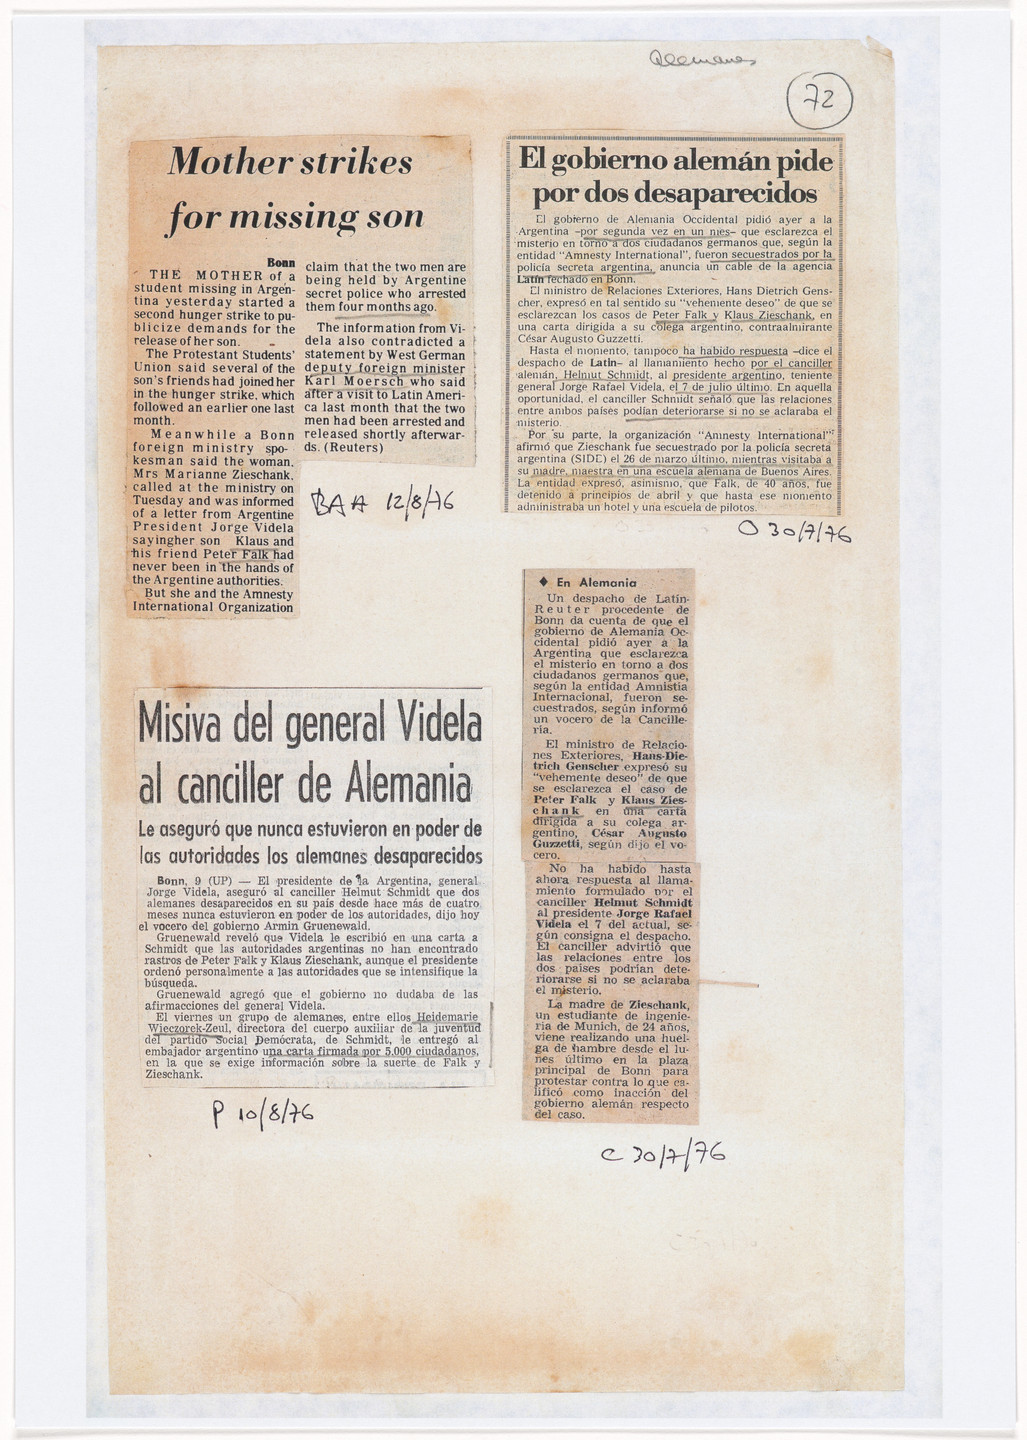 Alemanes
72
Mother strikes
for missing son
Bonn
THE MOTHER of a
student missing in Argen-
tina yesterday started a
second hunger strike to pu-
blicize demands for the
release of her son.
The Protestant Students'
Union said several of the
son's friends had joined her
in the hunger strike, which
followed an earlier one last
month.
Meanwhile a Bonn
foreign ministry spo-
kesman said the woman,
Mrs Marianne Zieschank,
called at the ministry on
Tuesday and was informed
of a letter from Argentine
President Jorge Videla
sayingher son Klaus and
his friend Peter Falk had
never been in the hands of
the Argentine authorities.
But she and the Amnesty
International Organization
claim that the two men are
being held by Argentine
secret police who arrested
them four months ago.
The information from Vi-
dela also contradicted a
statement by West German
deputy foreign minister
Karl Moersch who said
after a visit to Latin Ameri-
ca last month that the two
men had been arrested and
released shortly afterwar-
ds. (Reuters)
BAA 12/8/76
El gobierno alemán pide
por dos desaparecidos
El gobierno de Alemania Occidental pidió ayer a la
Argentina –por segunda vez en un mes– que esclarezca el
misterio en torno a dos ciudadanos germanos que, según la
entidad "Amnesty International", fueron secuestrados por la
policía secreta argentina, anuncia un cable de la agencia
Latin fechado en Bonn.
El ministro de Relaciones Exteriores, Hans Dietrich Gens-
cher, expresó en tal sentido su "vehemente deseo" de que se
esclarezcan los casos de Peter Falk y Klaus Zieschank, en
una carta dirigida a su colega argentino, contraalmirante
César Augusto Guzzetti.
Hasta el momento, tampoco ha habido respuesta –dice el
despacho de Latin– al llamamiento hecho por el canciller
alemán, Helmut Schmidt, al presidente argentino, teniente
general Jorge Rafael Videla, el 7 de julio último. En aquella
oportunidad, el canciller Schmidt señaló que las relaciones
entre ambos países podían deteriorarse si no se aclaraba el
misterio.
Por su parte, la organización "Amnesty International"
afirmó que Zieschank fue secuestrado por la policía secreta
argentina (SIDE) el 26 de marzo último, mientras visitaba a
su madre, maestra en una escuela alemana de Buenos Aires.
La entidad expresó, asimismo, que Falk, de 40 años, fue
detenido a principios de abril y que hasta ese momento
administraba un hotel y una escuela de pilotos.
O 30/7/76
Misiva del general Videla
al canciller de Alemania
Le aseguró que nunca estuvieron en poder de
las autoridades los alemanes desaparecidos
Bonn, 9 (UP) — El presidente de la Argentina, general
Jorge Videla, aseguró al canciller Helmut Schmidt que dos
alemanes desaparecidos en su país desde hace más de cuatro
meses nunca estuvieron en poder de los autoridades, dijo hoy
el vocero del gobierno Armin Gruenewald.
Gruenewald reveló que Videla le escribió en una carta a
Schmidt que las autoridades argentinas no han encontrado
rastros de Peter Falk y Klaus Zieschank, aunque el presidente
ordenó personalmente a las autoridades que se intensifique la
búsqueda.
Gruenewald agregó que el gobierno no dudaba de las
afirmacciones del general Videla.
El viernes un grupo de alemanes, entre ellos Heidemarie
Wieczorek-Zeul, directora del cuerpo auxiliar de la juventud
del partido Social Demócrata, de Schmidt, le entregó al
embajador argentino una carta firmada por 5.000 ciudadanos,
en la que se exige información sobre la suerte de Falk y
Zieschank.
P 10/8/76
♦ En Alemania
Un despacho de Latín-
Reuter procedente de
Bonn da cuenta de que el
gobierno de Alemania Oc-
cidental pidió ayer a la
Argentina que esclarezca
el misterio en torno a dos
ciudadanos germanos que,
según la entidad Amnistía
Internacional, fueron se-
cuestrados, según informó
un vocero de la Cancille-
ría.
El ministro de Relacio-
nes Exteriores, Hans-Die-
trich Genscher expresó su
"vehemente deseo" de que
se esclarezca el caso de
Peter Falk y Klaus Zies-
chank en una carta
dirigida a su colega ar-
gentino, César Augusto
Guzzetti, según dijo el vo-
cero.
No ha habido hasta
ahora respuesta al llama-
miento formulado por el
canciller Helmut Schmidt
al presidente Jorge Rafael
Videla el 7 del actual, se-
gún consigna el despacho.
El canciller advirtió que
las relaciones entre los
dos países podrían dete-
riorarse si no se aclaraba
el misterio.
La madre de Zieschank,
un estudiante de ingenie-
ría de Munich, de 24 años,
viene realizando una huel-
ga de hambre desde el lu-
nes último en la plaza
principal de Bonn para
protestar contra lo que ca-
lificó como inacción del
gobierno alemán respecto
del caso.
C 30/7/76